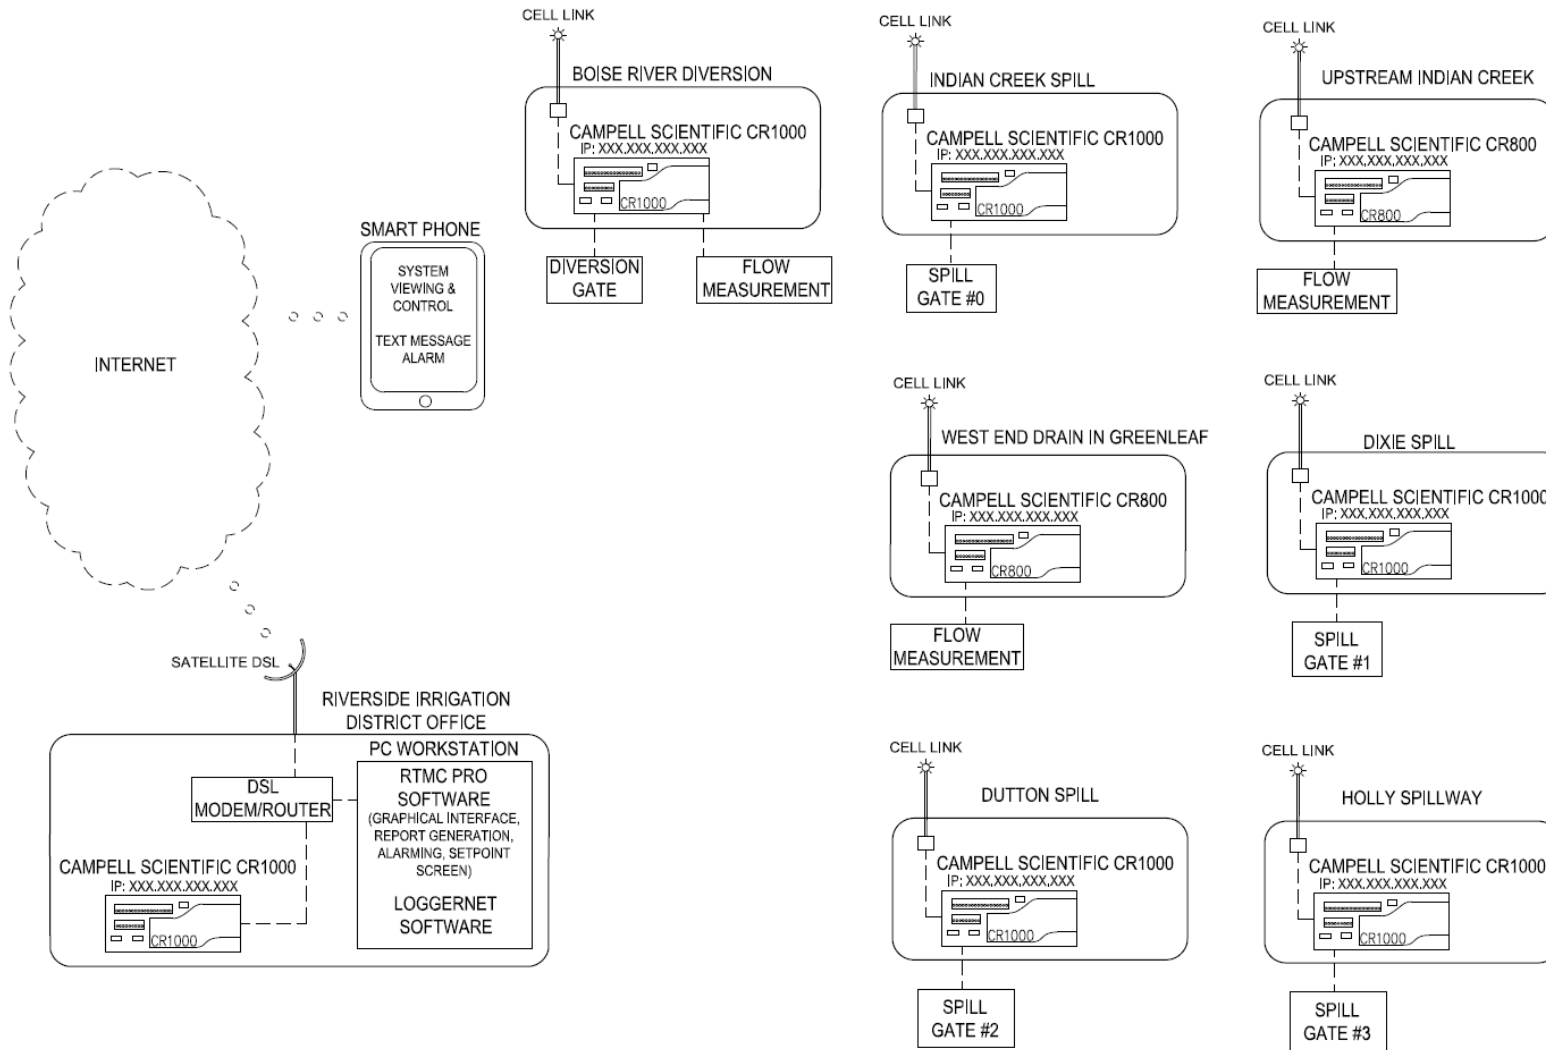 CELL LINK
BOISE RIVER DIVERSION
CAMPELL SCIENTIFIC CR1000
IP: XXX.XXX.XXX.XXX
CR1000
DIVERSION
GATE
FLOW
MEASUREMENT
CELL LINK
INDIAN CREEK SPILL
CAMPELL SCIENTIFIC CR1000
IP: XXX.XXX.XXX.XXX
CR1000
SPILL
GATE #0
CELL LINK
UPSTREAM INDIAN CREEK
CAMPELL SCIENTIFIC CR800
IP: XXX.XXX.XXX.XXX
CR800
FLOW
MEASUREMENT
INTERNET
SMART PHONE
SYSTEM
VIEWING &
CONTROL
TEXT MESSAGE
ALARM
CELL LINK
WEST END DRAIN IN GREENLEAF
CAMPELL SCIENTIFIC CR800
IP: XXX.XXX.XXX.XXX
CR800
FLOW
MEASUREMENT
CELL LINK
DIXIE SPILL
CAMPELL SCIENTIFIC CR1000
IP: XXX.XXX.XXX.XXX
CR1000
SPILL
GATE #1
SATELLITE DSL
RIVERSIDE IRRIGATION
DISTRICT OFFICE
PC WORKSTATION
DSL
MODEM/ROUTER
RTMC PRO
SOFTWARE
(GRAPHICAL INTERFACE,
REPORT GENERATION,
ALARMING, SETPOINT
SCREEN)
LOGGERNET
SOFTWARE
CAMPELL SCIENTIFIC CR1000
IP: XXX.XXX.XXX.XXX
CR1000
CELL LINK
DUTTON SPILL
CAMPELL SCIENTIFIC CR1000
IP: XXX.XXX.XXX.XXX
CR1000
SPILL
GATE #2
CELL LINK
HOLLY SPILLWAY
CAMPELL SCIENTIFIC CR1000
IP: XXX.XXX.XXX.XXX
CR1000
SPILL
GATE #3